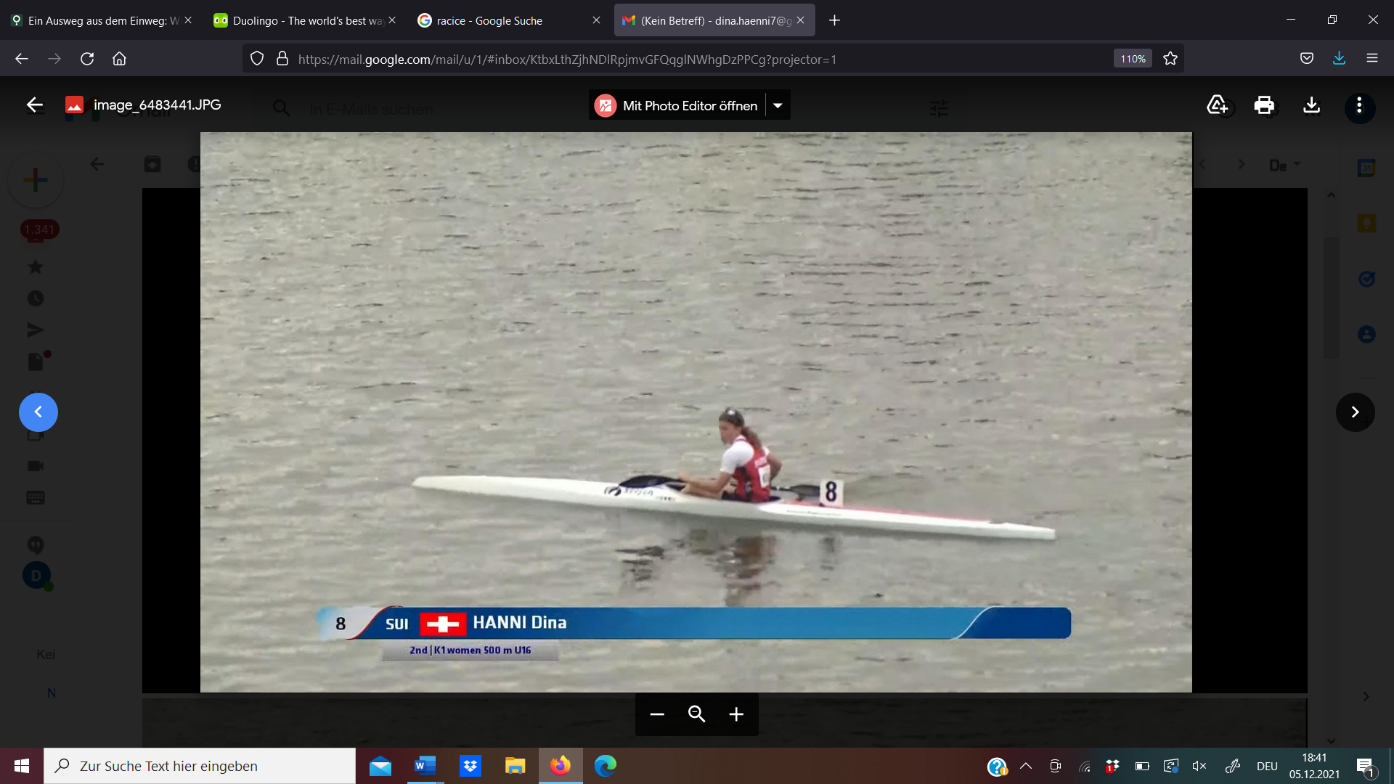 Ein Ausweg aus dem Einweg: W
Duolingo - The world's best wa
racice - Google Suche
(Kein Betreff) - dina.haenni7@g
https://mail.google.com/mail/u/1/#inbox/KtbxLthZjhNDlRpjmvGFQqglNWhgDzPPCg?projector=1
110%
image_6483441.JPG
In E-Mails suchen
Mit Photo Editor öffnen
De
1.341
8
8 SUI HANNI Dina
2nd | K1 women 500 m U16
D
Kei
N
Zur Suche Text hier eingeben
DEU
18:41
05.12.2021
1